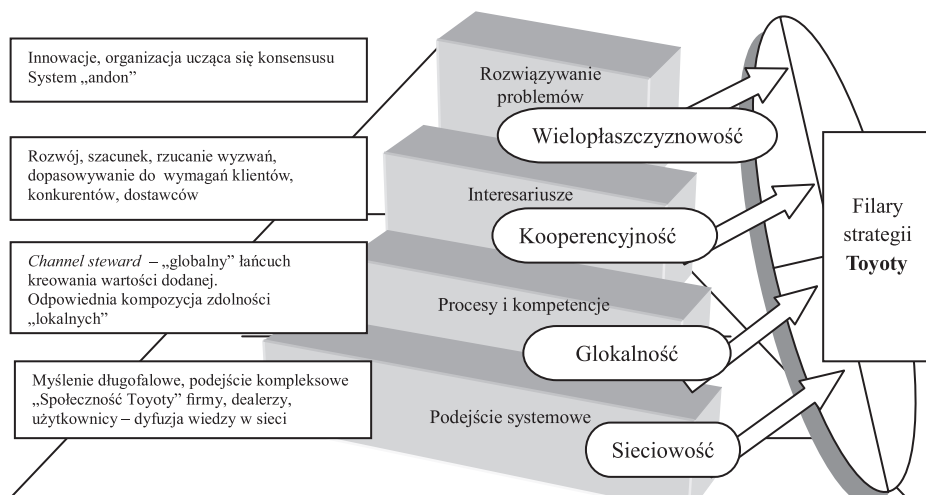 Innowacje, organizacja ucząca się konsensusu
System „andon”
Rozwiązywanie
problemów
Wielopłaszczyznowość
Rozwój, szacunek, rzucanie wyzwań,
dopasowywanie do wymagań klientów,
konkurentów, dostawców
Interesariusze
Kooperencyjność
Channel steward – „globalny” łańcuch
kreowania wartości dodanej.
Odpowiednia kompozycja zdolności
„lokalnych”
Procesy i kompetencje
Glokalność
Myślenie długofalowe, podejście kompleksowe
„Społeczność Toyoty” firmy, dealerzy,
użytkownicy – dyfuzja wiedzy w sieci
Podejście systemowe
Sieciowość
Filary
strategii
Toyoty